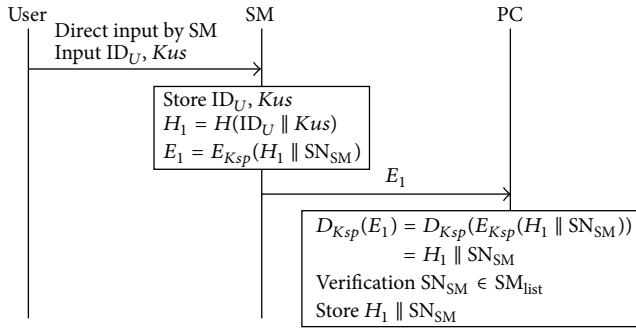 User SM PC
Direct input by SM
Input ID_U, Kus
Store ID_U, Kus
H_1 = H(ID_U ∥ Kus)
E_1 = E_Ksp(H_1 ∥ SN_SM)
E_1
D_Ksp(E_1) = D_Ksp(E_Ksp(H_1 ∥ SN_SM))
= H_1 ∥ SN_SM
Verification SN_SM ∈ SM_list
Store H_1 ∥ SN_SM